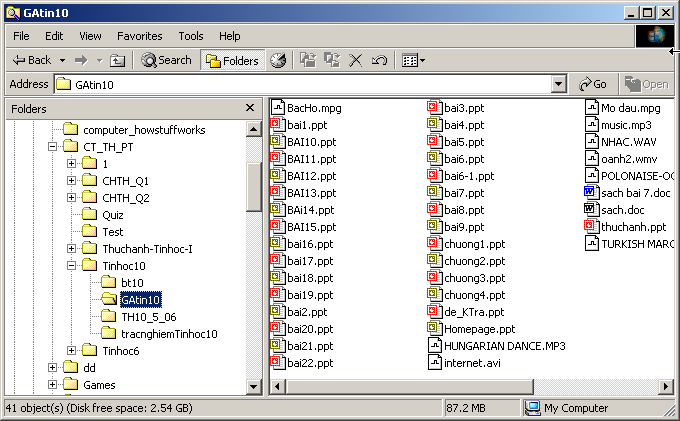 GAtin10
File Edit View Favorites Tools Help
Back Search Folders
Address GAtin10 Go Open
Folders
computer_howstuffworks
CT_TH_PT
1
CHTH_Q1
CHTH_Q2
Quiz
Test
Thuchanh-Tinhoc-I
Tinhoc10
bt10
GAtin10
TH10_5_06
tracnghiemTinhoc10
Tinhoc6
dd
Games
BacHo.mpg
bai1.ppt
BAI10.ppt
BAI11.ppt
BAI12.ppt
BAI13.ppt
BAi14.ppt
BAI15.ppt
bai16.ppt
bai17.ppt
bai18.ppt
bai19.ppt
bai2.ppt
bai20.ppt
bai21.ppt
bai22.ppt
bai3.ppt
bai4.ppt
bai5.ppt
bai6.ppt
bai6-1.ppt
bai7.ppt
bai8.ppt
bai9.ppt
chuong1.ppt
chuong2.ppt
chuong3.ppt
chuong4.ppt
de_KTra.ppt
Homepage.ppt
HUNGARIAN DANCE.MP3
internet.avi
Mo dau.mpg
music.mp3
NHAC.WAV
oanh2.wmv
POLONAISE-OG
sach bai 7.doc
sach.doc
thuchanh.ppt
TURKISH MARC
41 object(s) (Disk free space: 2.54 GB) 87.2 MB My Computer